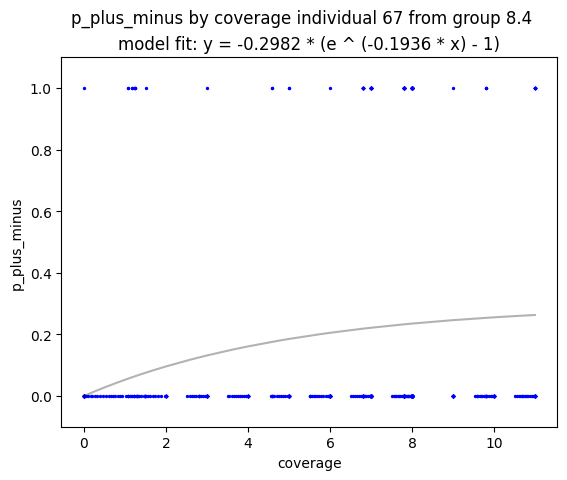 p_plus_minus by coverage individual 67 from group 8.4
model fit: y = -0.2982 * (e ^ (-0.1936 * x) - 1)
1.0
0.8
0.6
0.4
0.2
0.0
p_plus_minus
0 2 4 6 8 10
coverage